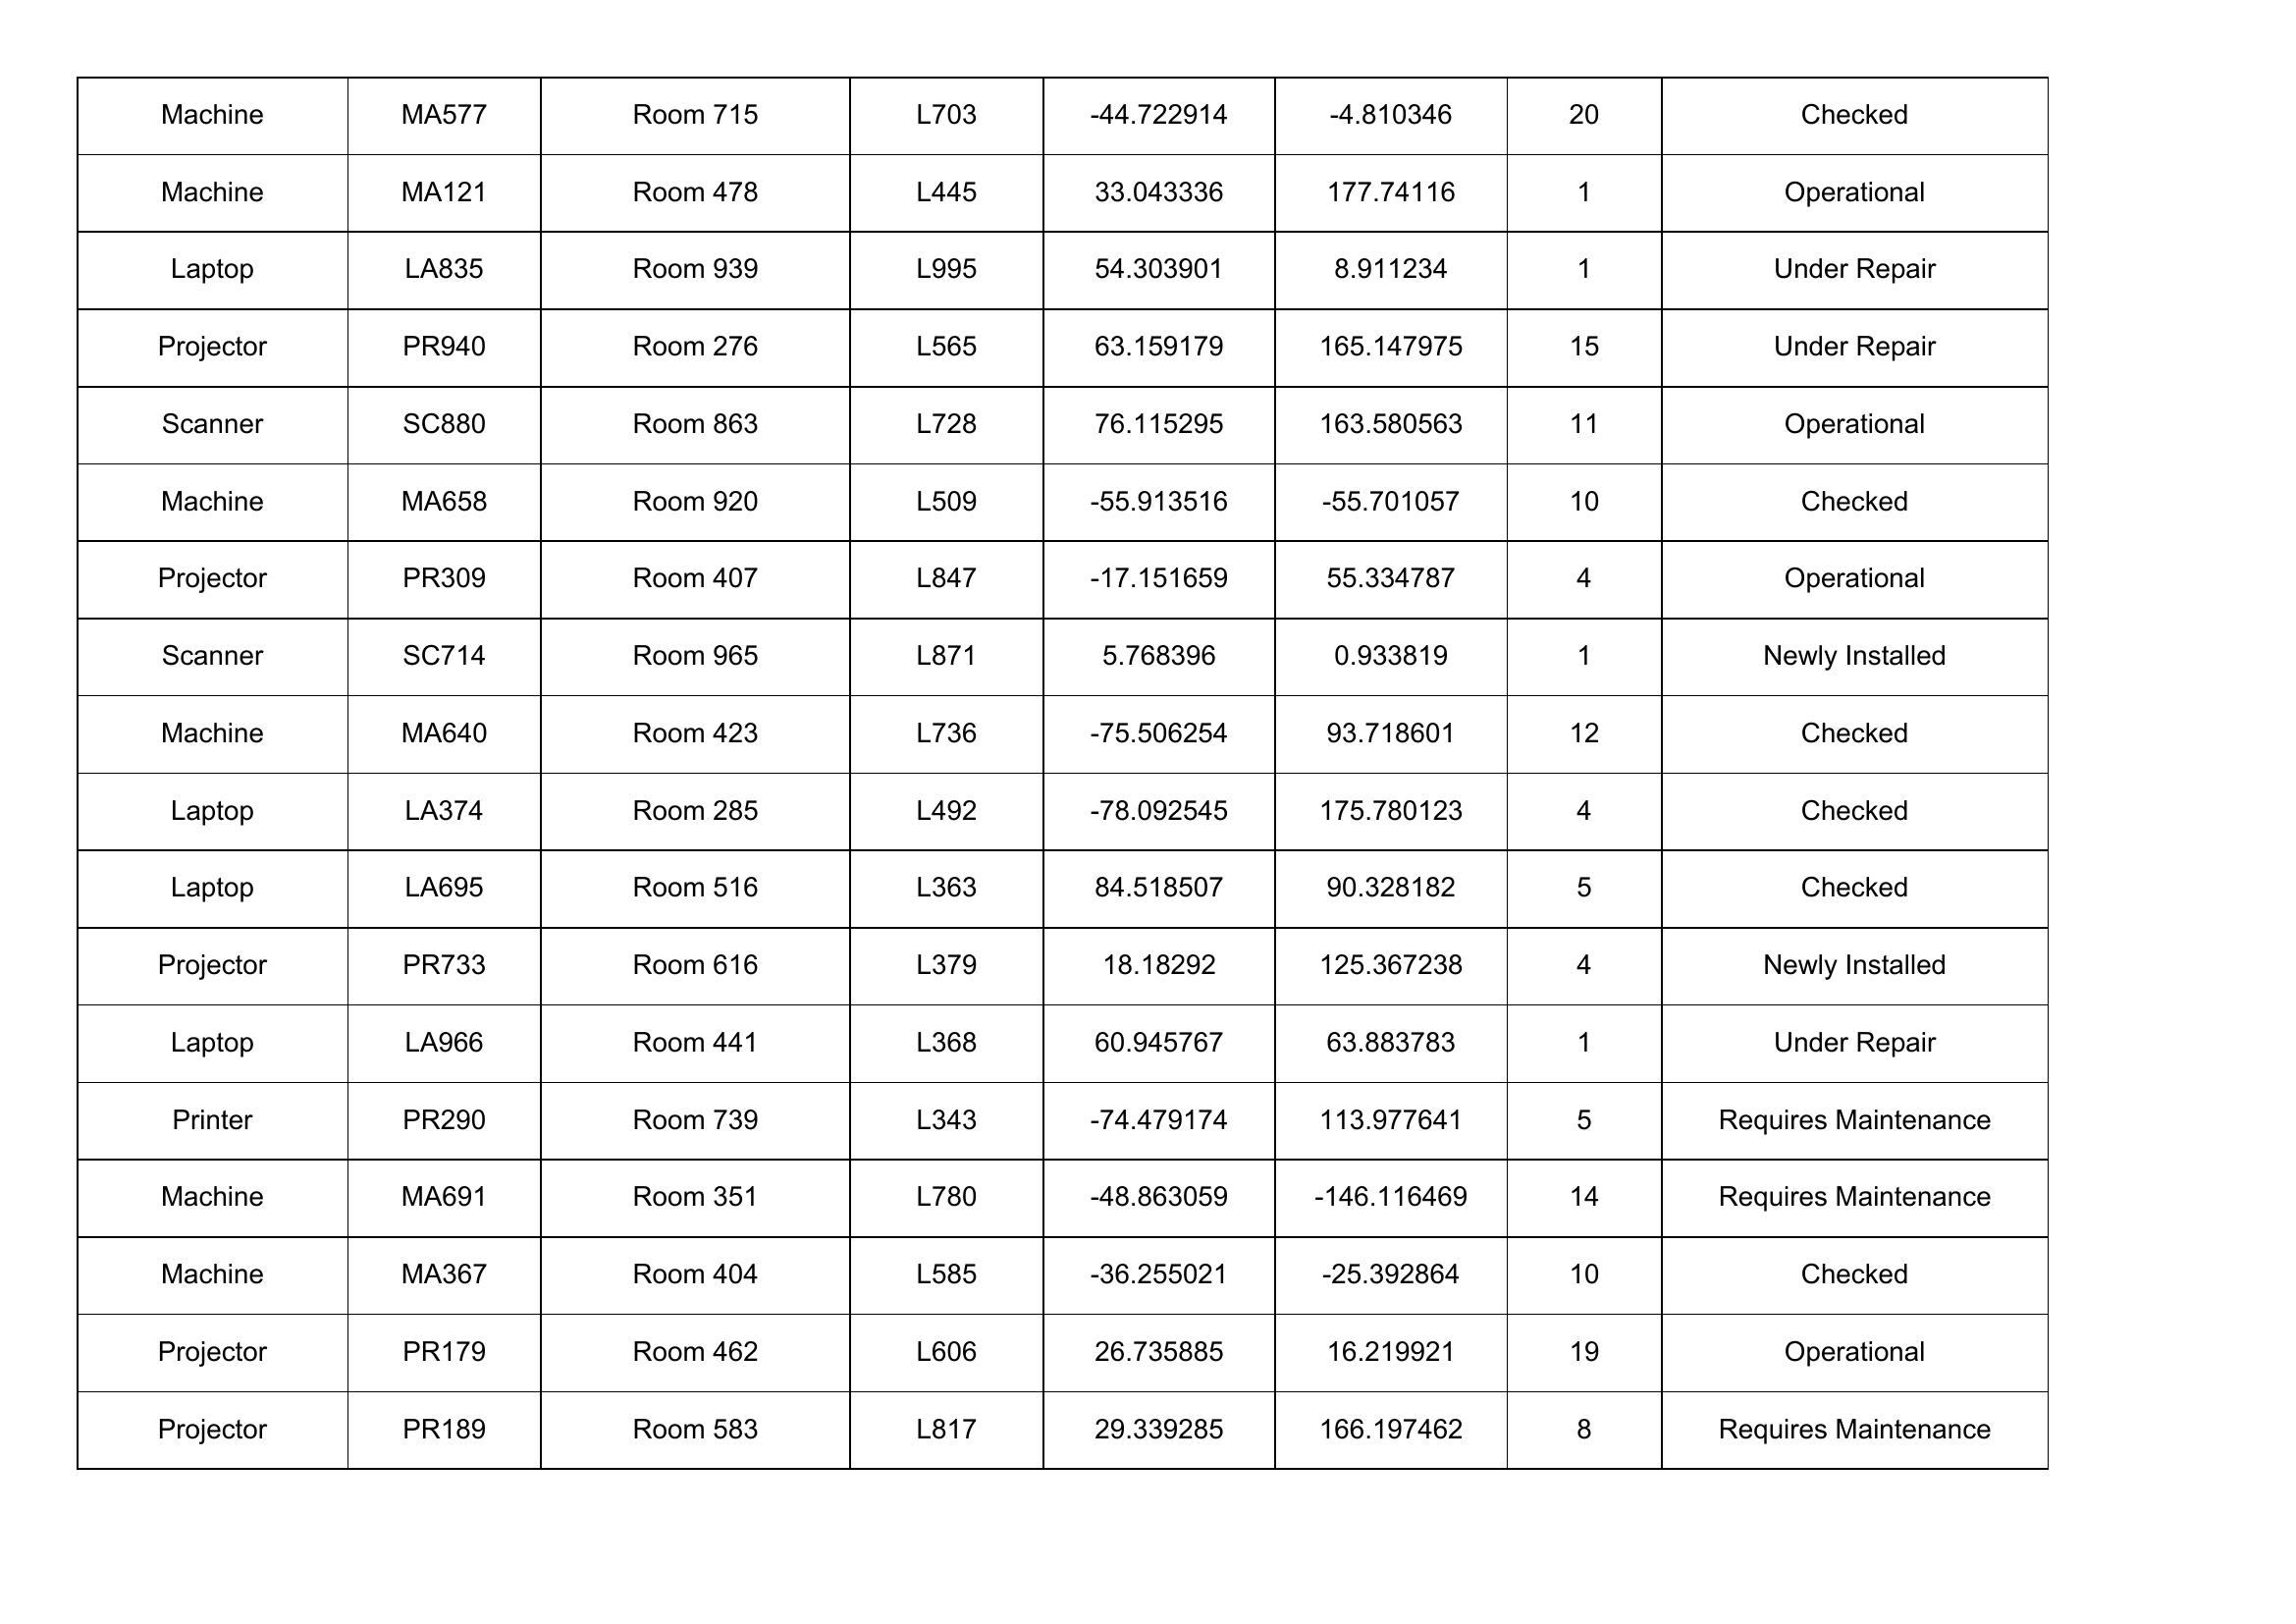 Machine MA577 Room 715 L703 -44.722914 -4.810346 20 Checked
Machine MA121 Room 478 L445 33.043336 177.74116 1 Operational
Laptop LA835 Room 939 L995 54.303901 8.911234 1 Under Repair
Projector PR940 Room 276 L565 63.159179 165.147975 15 Under Repair
Scanner SC880 Room 863 L728 76.115295 163.580563 11 Operational
Machine MA658 Room 920 L509 -55.913516 -55.701057 10 Checked
Projector PR309 Room 407 L847 -17.151659 55.334787 4 Operational
Scanner SC714 Room 965 L871 5.768396 0.933819 1 Newly Installed
Machine MA640 Room 423 L736 -75.506254 93.718601 12 Checked
Laptop LA374 Room 285 L492 -78.092545 175.780123 4 Checked
Laptop LA695 Room 516 L363 84.518507 90.328182 5 Checked
Projector PR733 Room 616 L379 18.18292 125.367238 4 Newly Installed
Laptop LA966 Room 441 L368 60.945767 63.883783 1 Under Repair
Printer PR290 Room 739 L343 -74.479174 113.977641 5 Requires Maintenance
Machine MA691 Room 351 L780 -48.863059 -146.116469 14 Requires Maintenance
Machine MA367 Room 404 L585 -36.255021 -25.392864 10 Checked
Projector PR179 Room 462 L606 26.735885 16.219921 19 Operational
Projector PR189 Room 583 L817 29.339285 166.197462 8 Requires Maintenance